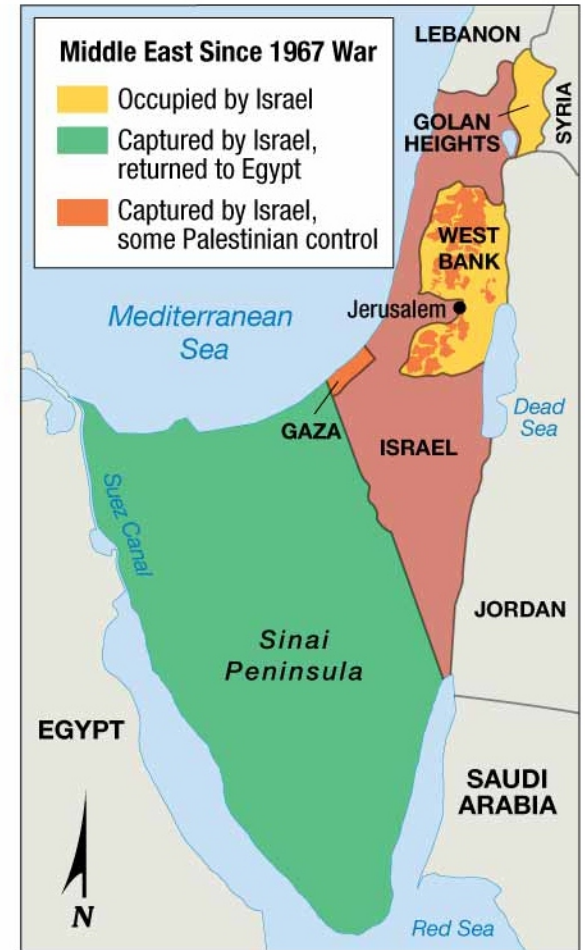 Middle East Since 1967 War
Occupied by Israel
Captured by Israel,
returned to Egypt
Captured by Israel,
some Palestinian control
LEBANON
SYRIA
GOLAN
HEIGHTS
WEST
BANK
Jerusalem
Mediterranean
Sea
GAZA
ISRAEL
Dead
Sea
Suez Canal
JORDAN
Sinai
Peninsula
EGYPT
SAUDI
ARABIA
N
Red Sea